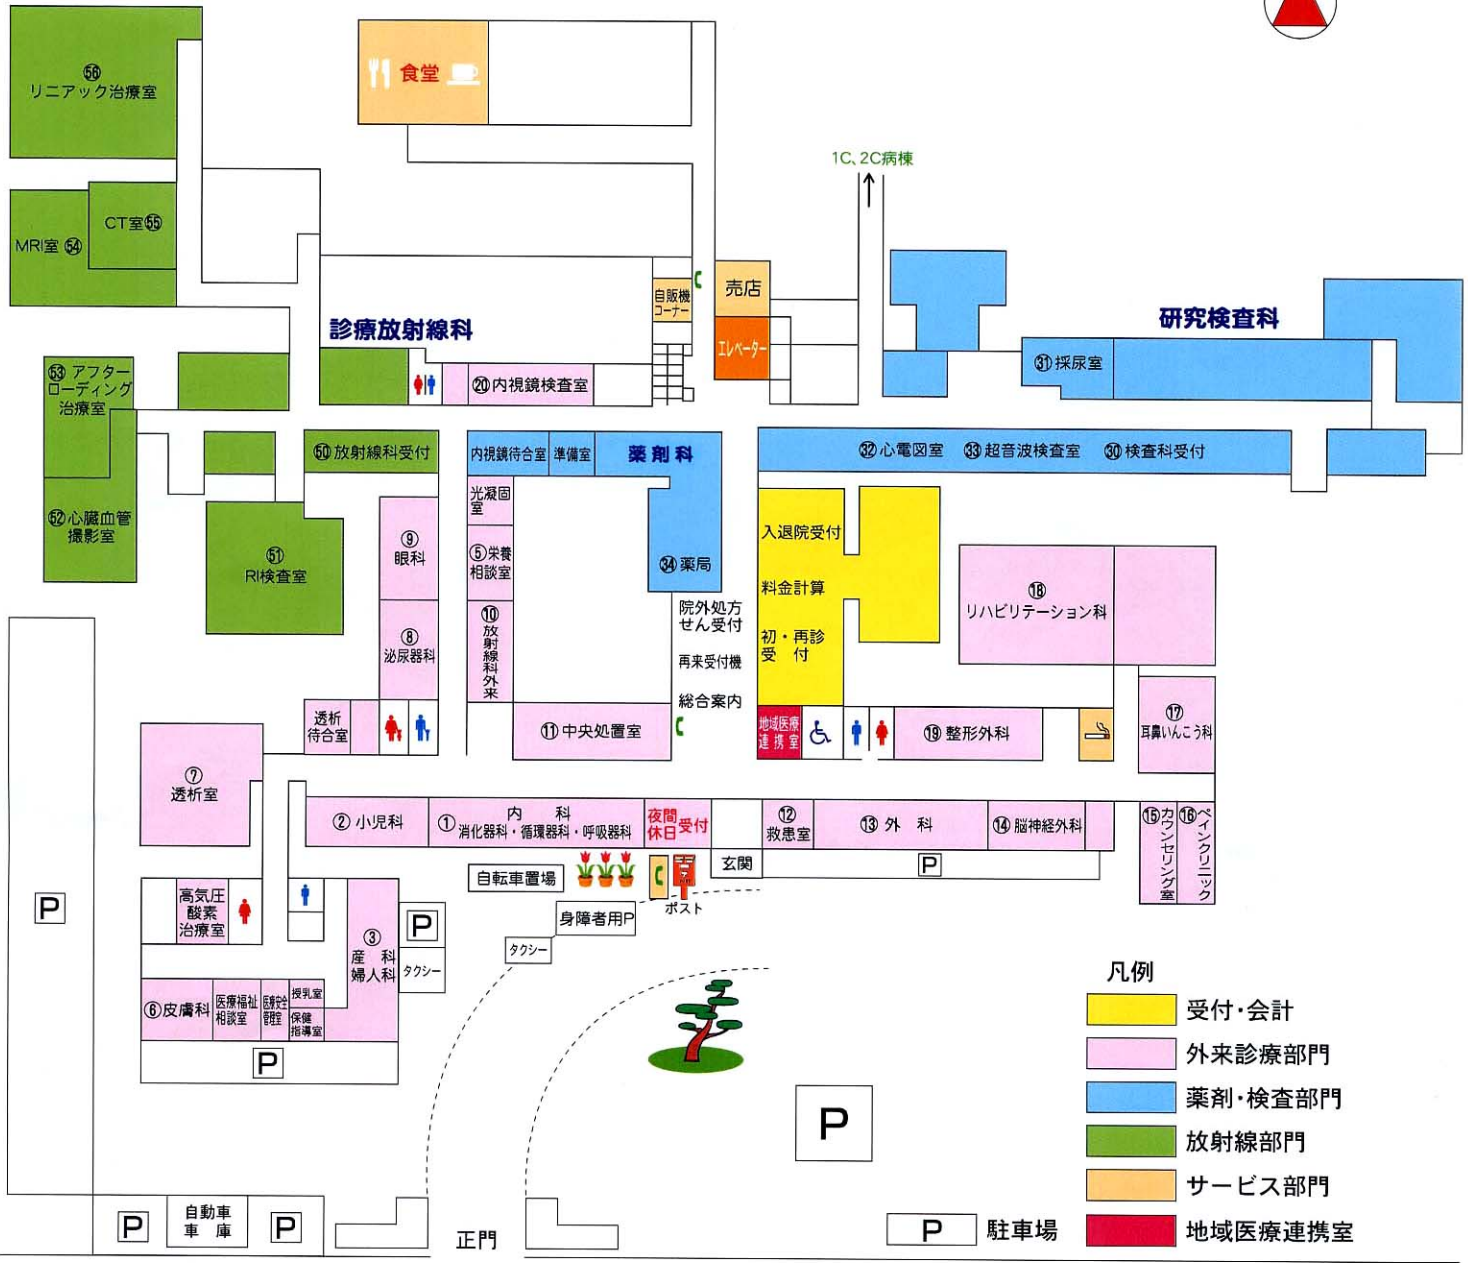 ㊶
リニアック治療室
食堂
1C、2C病棟
CT室㊺
MRI室㊹
自販機
コーナー
売店
エレベーター
診療放射線科
研究検査科
㊳アフター
ローディング
治療室
⑳内視鏡検査室
㉛採尿室
㊿放射線科受付
内視鏡待合室
準備室
薬剤科
㉜心電図室
㉝超音波検査室
㉚検査科受付
光凝固
室
入退院受付
52心臓血管
撮影室
51
RI検査室
⑨
眼科
⑤栄養
相談室
㉞薬局
料金計算
⑱
リハビリテーション科
⑧
泌尿器科
⑩
放射線科外来
院外処方
せん受付
初・再診
受 付
再来受付機
総合案内
透析
待合室
⑪中央処置室
地域医療
連携室
⑲整形外科
⑰
耳鼻いんこう科
⑦
透析室
②小児科
①
内 科
消化器科・循環器科・呼吸器科
夜間
休日
受付
⑫
救患室
⑬外 科
⑭脳神経外科
⑮
カウンセリング室
⑯
ペインクリニック
自転車置場
玄関
P
ポスト
高気圧
酸素
治療室
P
身障者用P
③
産 科
婦人科
P
タクシー
タクシー
⑥皮膚科
医療福祉
相談室
医療安全
管理室
授乳室
保健
指導室
P
P
凡例
受付・会計
外来診療部門
薬剤・検査部門
放射線部門
サービス部門
地域医療連携室
P
駐車場
P
自動車
車 庫
P
正門